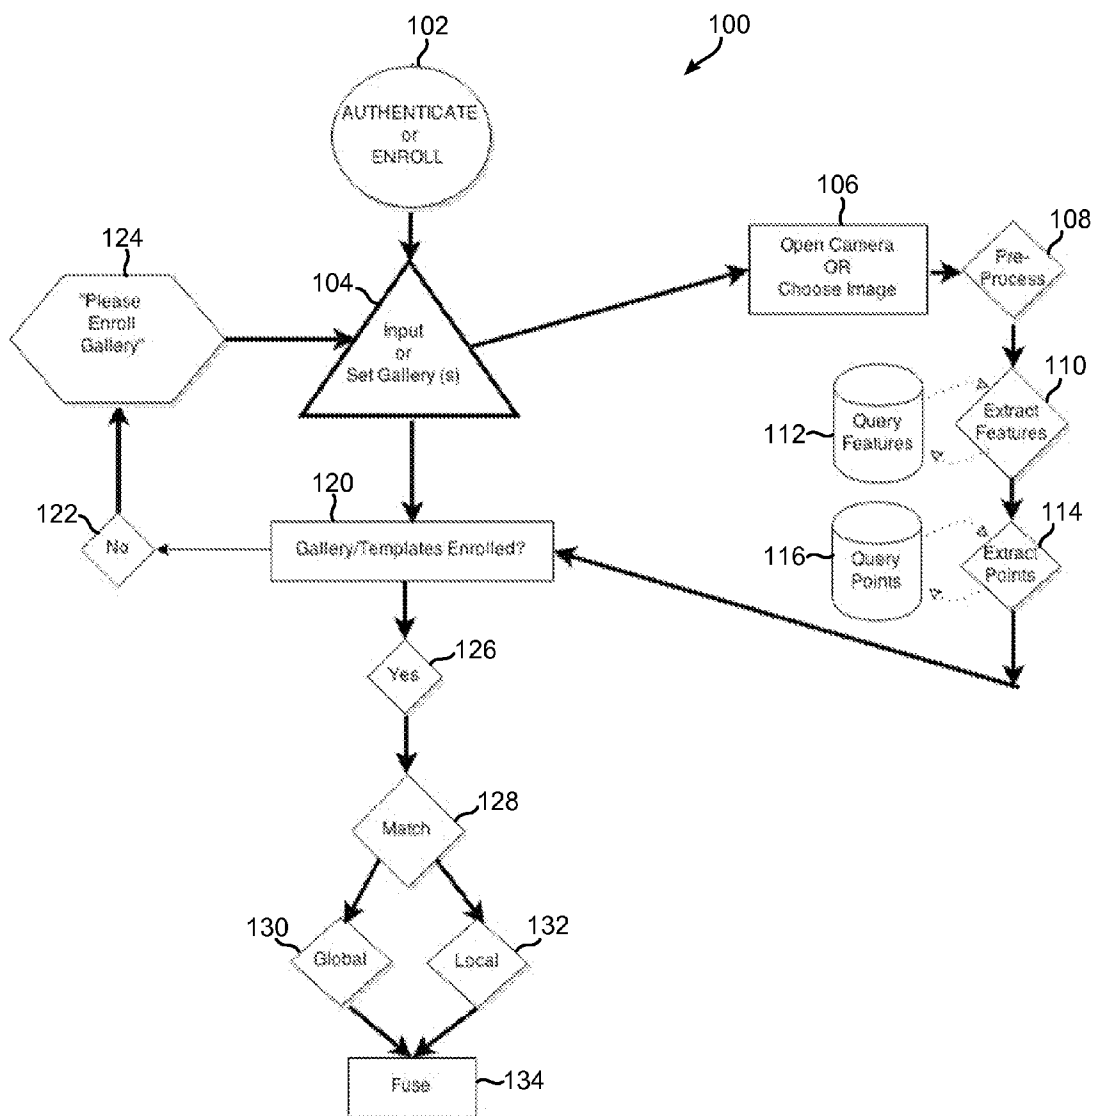 102
100
AUTHENTICATE
or
ENROLL
106
108
124
Open Camera
OR
Choose Image
Pre-
Process
"Please
Enroll
Gallery"
104
Input
or
Set Gallery (s)
110
112
Query
Features
Extract
Features
120
122
No
Gallery/Templates Enrolled?
114
116
Query
Points
Extract
Points
126
Yes
128
Match
130
Global
132
Local
Fuse
134